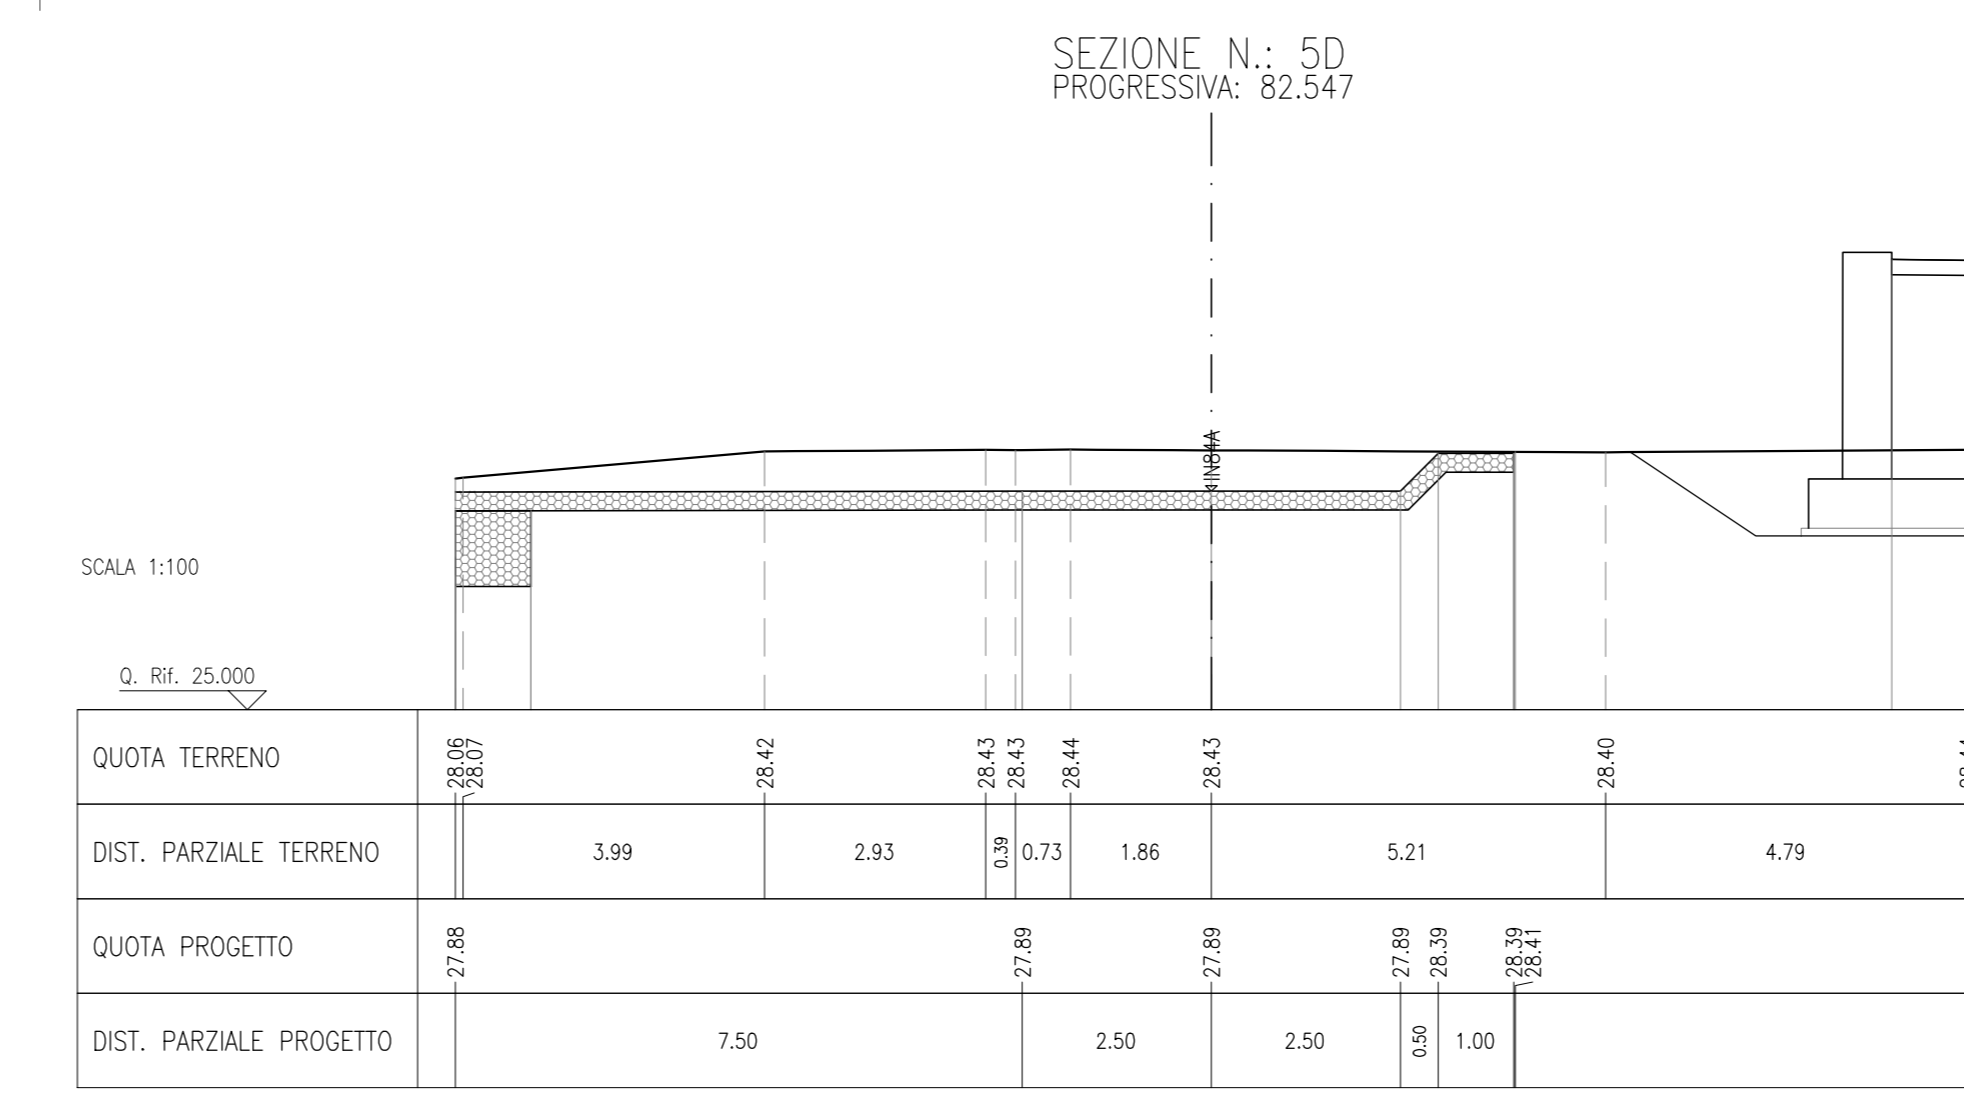 SEZIONE N.: 5D
PROGRESSIVA: 82.547
IN84A
SCALA 1:100
Q. Rif. 25.000
QUOTA TERRENO 28.06 28.07 28.42 28.43 28.43 28.44 28.43 28.40
DIST. PARZIALE TERRENO 3.99 2.93 0.39 0.73 1.86 5.21 4.79
QUOTA PROGETTO 27.88 27.89 27.89 27.89 28.39 28.39 28.41
DIST. PARZIALE PROGETTO 7.50 2.50 2.50 0.50 1.00